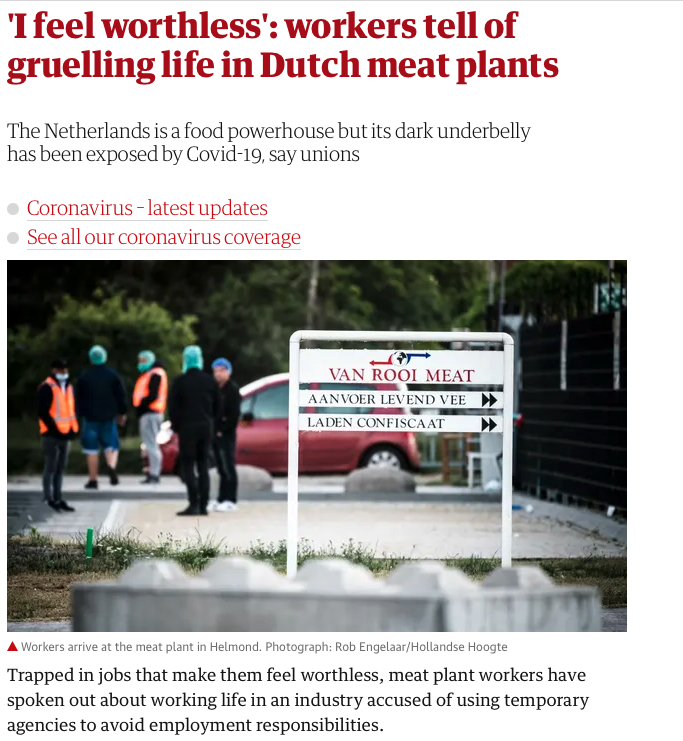 'I feel worthless': workers tell of
gruelling life in Dutch meat plants
The Netherlands is a food powerhouse but its dark underbelly
has been exposed by Covid-19, say unions
Coronavirus – latest updates
See all our coronavirus coverage
VAN ROOI MEAT
AANVOER LEVEND VEE
LADEN CONFISCAAT
Workers arrive at the meat plant in Helmond. Photograph: Rob Engelaar/Hollandse Hoogte
Trapped in jobs that make them feel worthless, meat plant workers have
spoken out about working life in an industry accused of using temporary
agencies to avoid employment responsibilities.